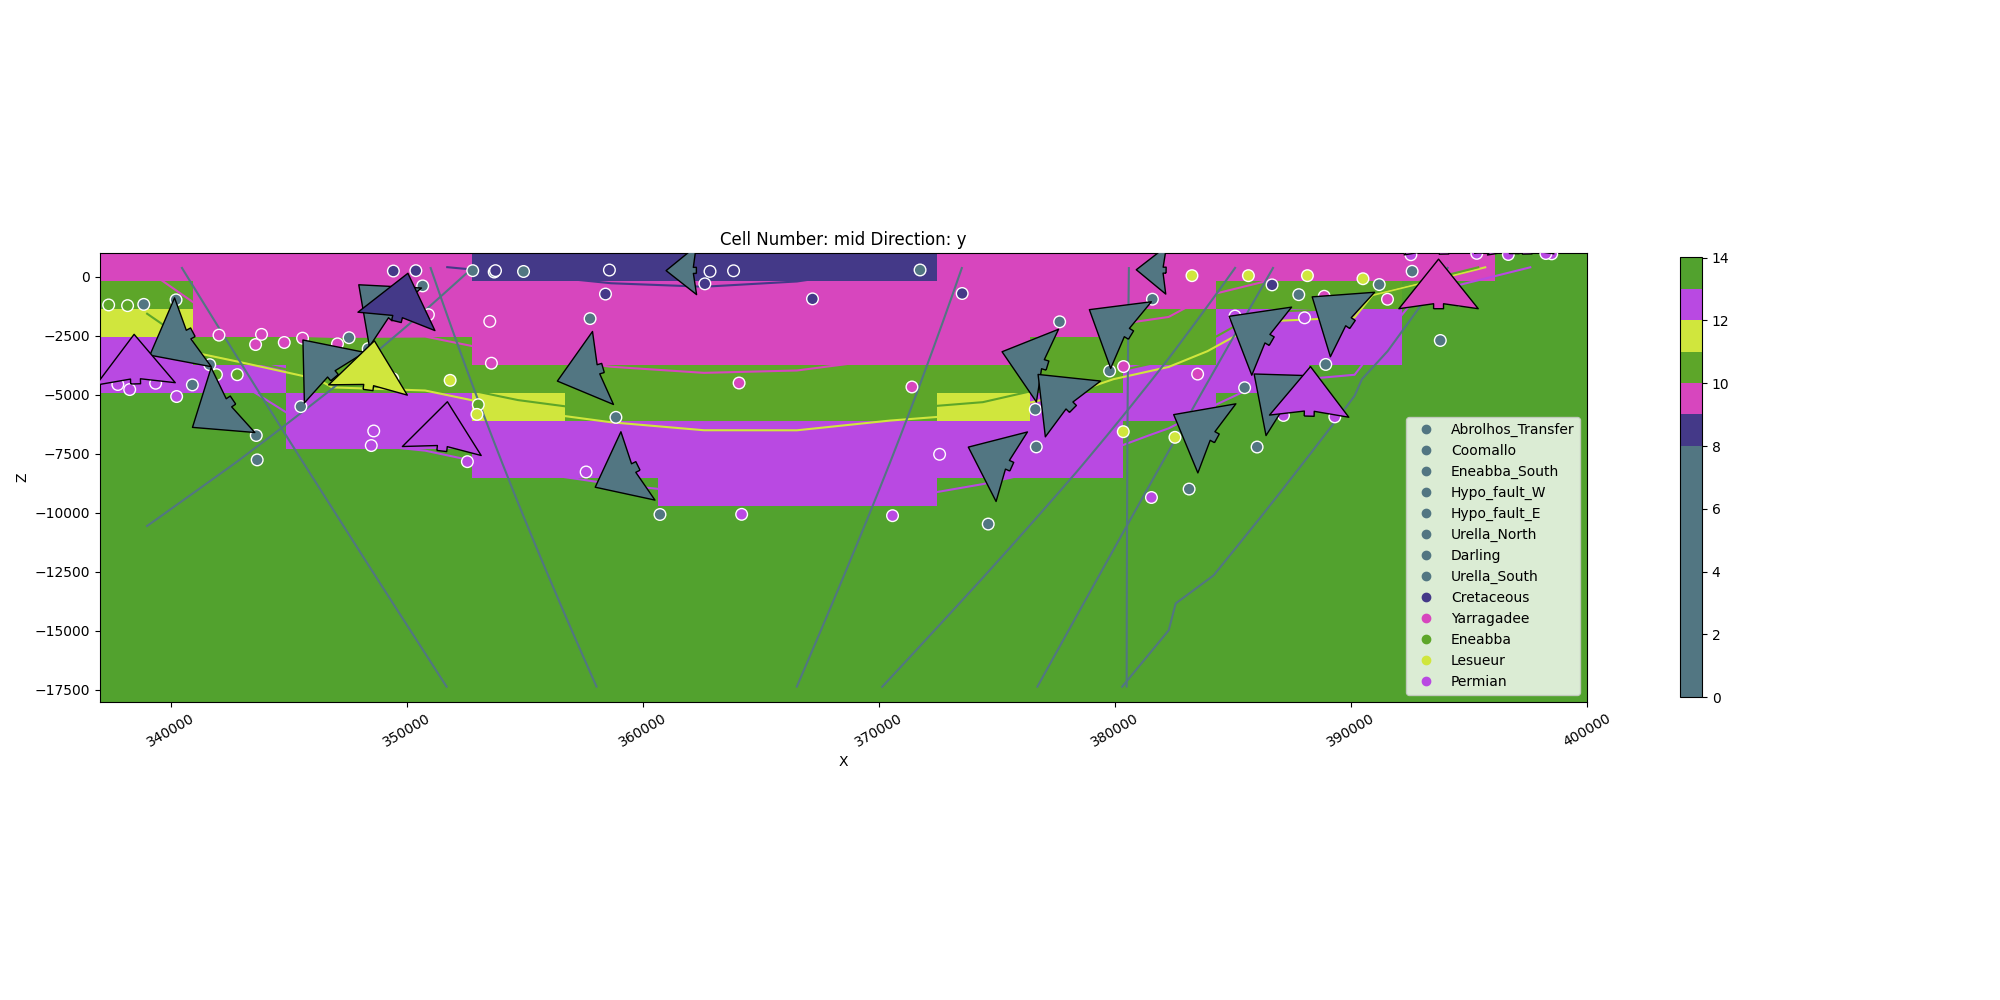 Cell Number: mid Direction: y
Z
0
−2500
−5000
−7500
−10000
−12500
−15000
−17500
340000
350000
360000
370000
380000
390000
400000
X
Abrolhos_Transfer
Coomallo
Eneabba_South
Hypo_fault_W
Hypo_fault_E
Urella_North
Darling
Urella_South
Cretaceous
Yarragadee
Eneabba
Lesueur
Permian
14
12
10
8
6
4
2
0